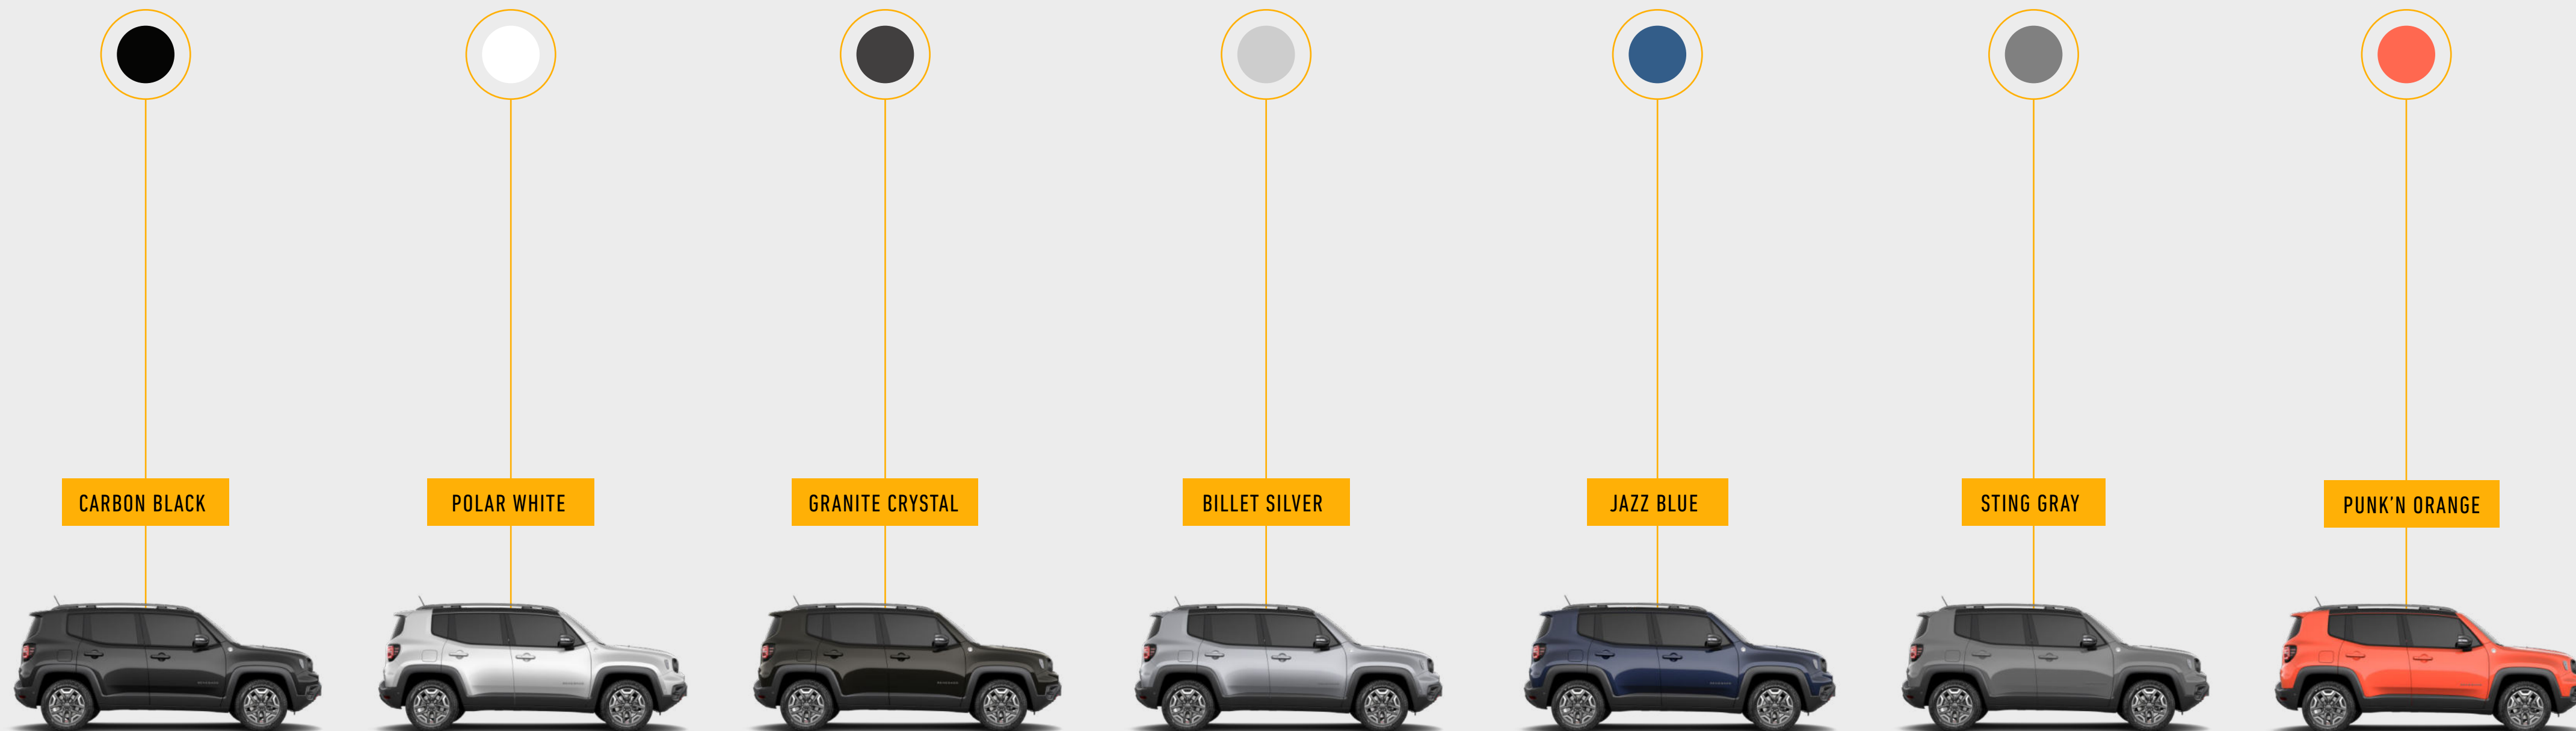 CARBON BLACK
POLAR WHITE
GRANITE CRYSTAL
BILLET SILVER
JAZZ BLUE
STING GRAY
PUNK’N ORANGE